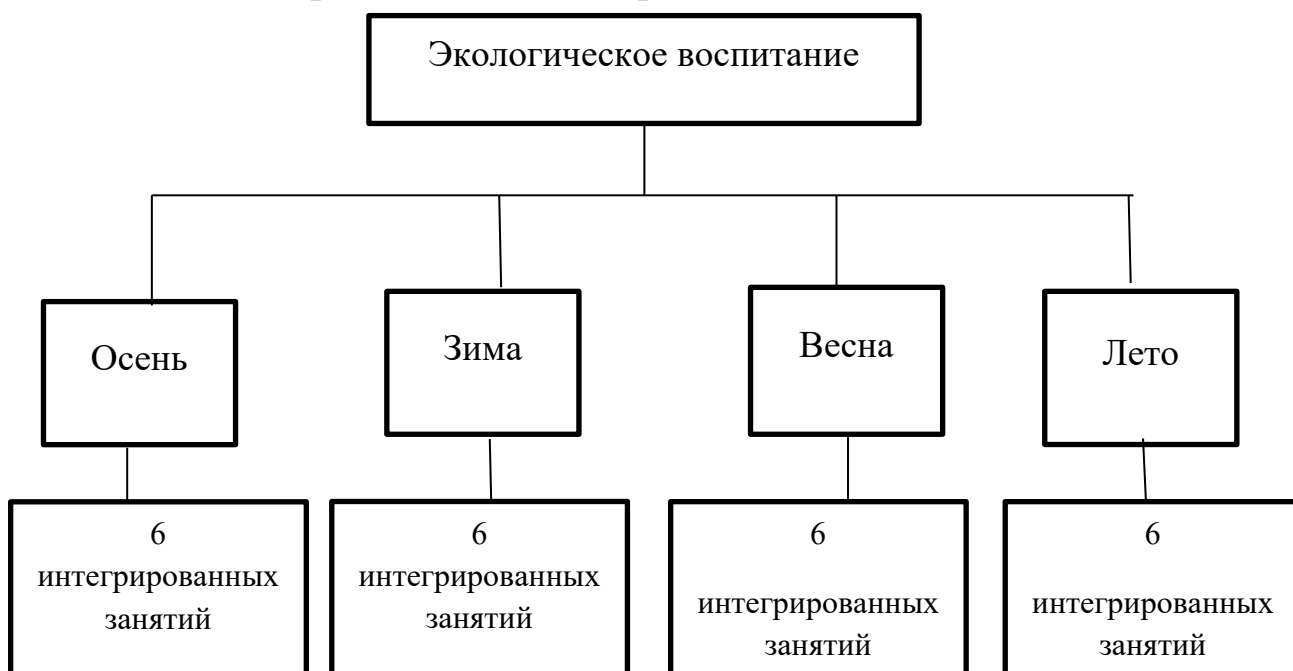 Экологическое воспитание
Осень
Зима
Весна
Лето
6
интегрированных
занятий
6
интегрированных
занятий
6
интегрированных
занятий
6
интегрированных
занятий